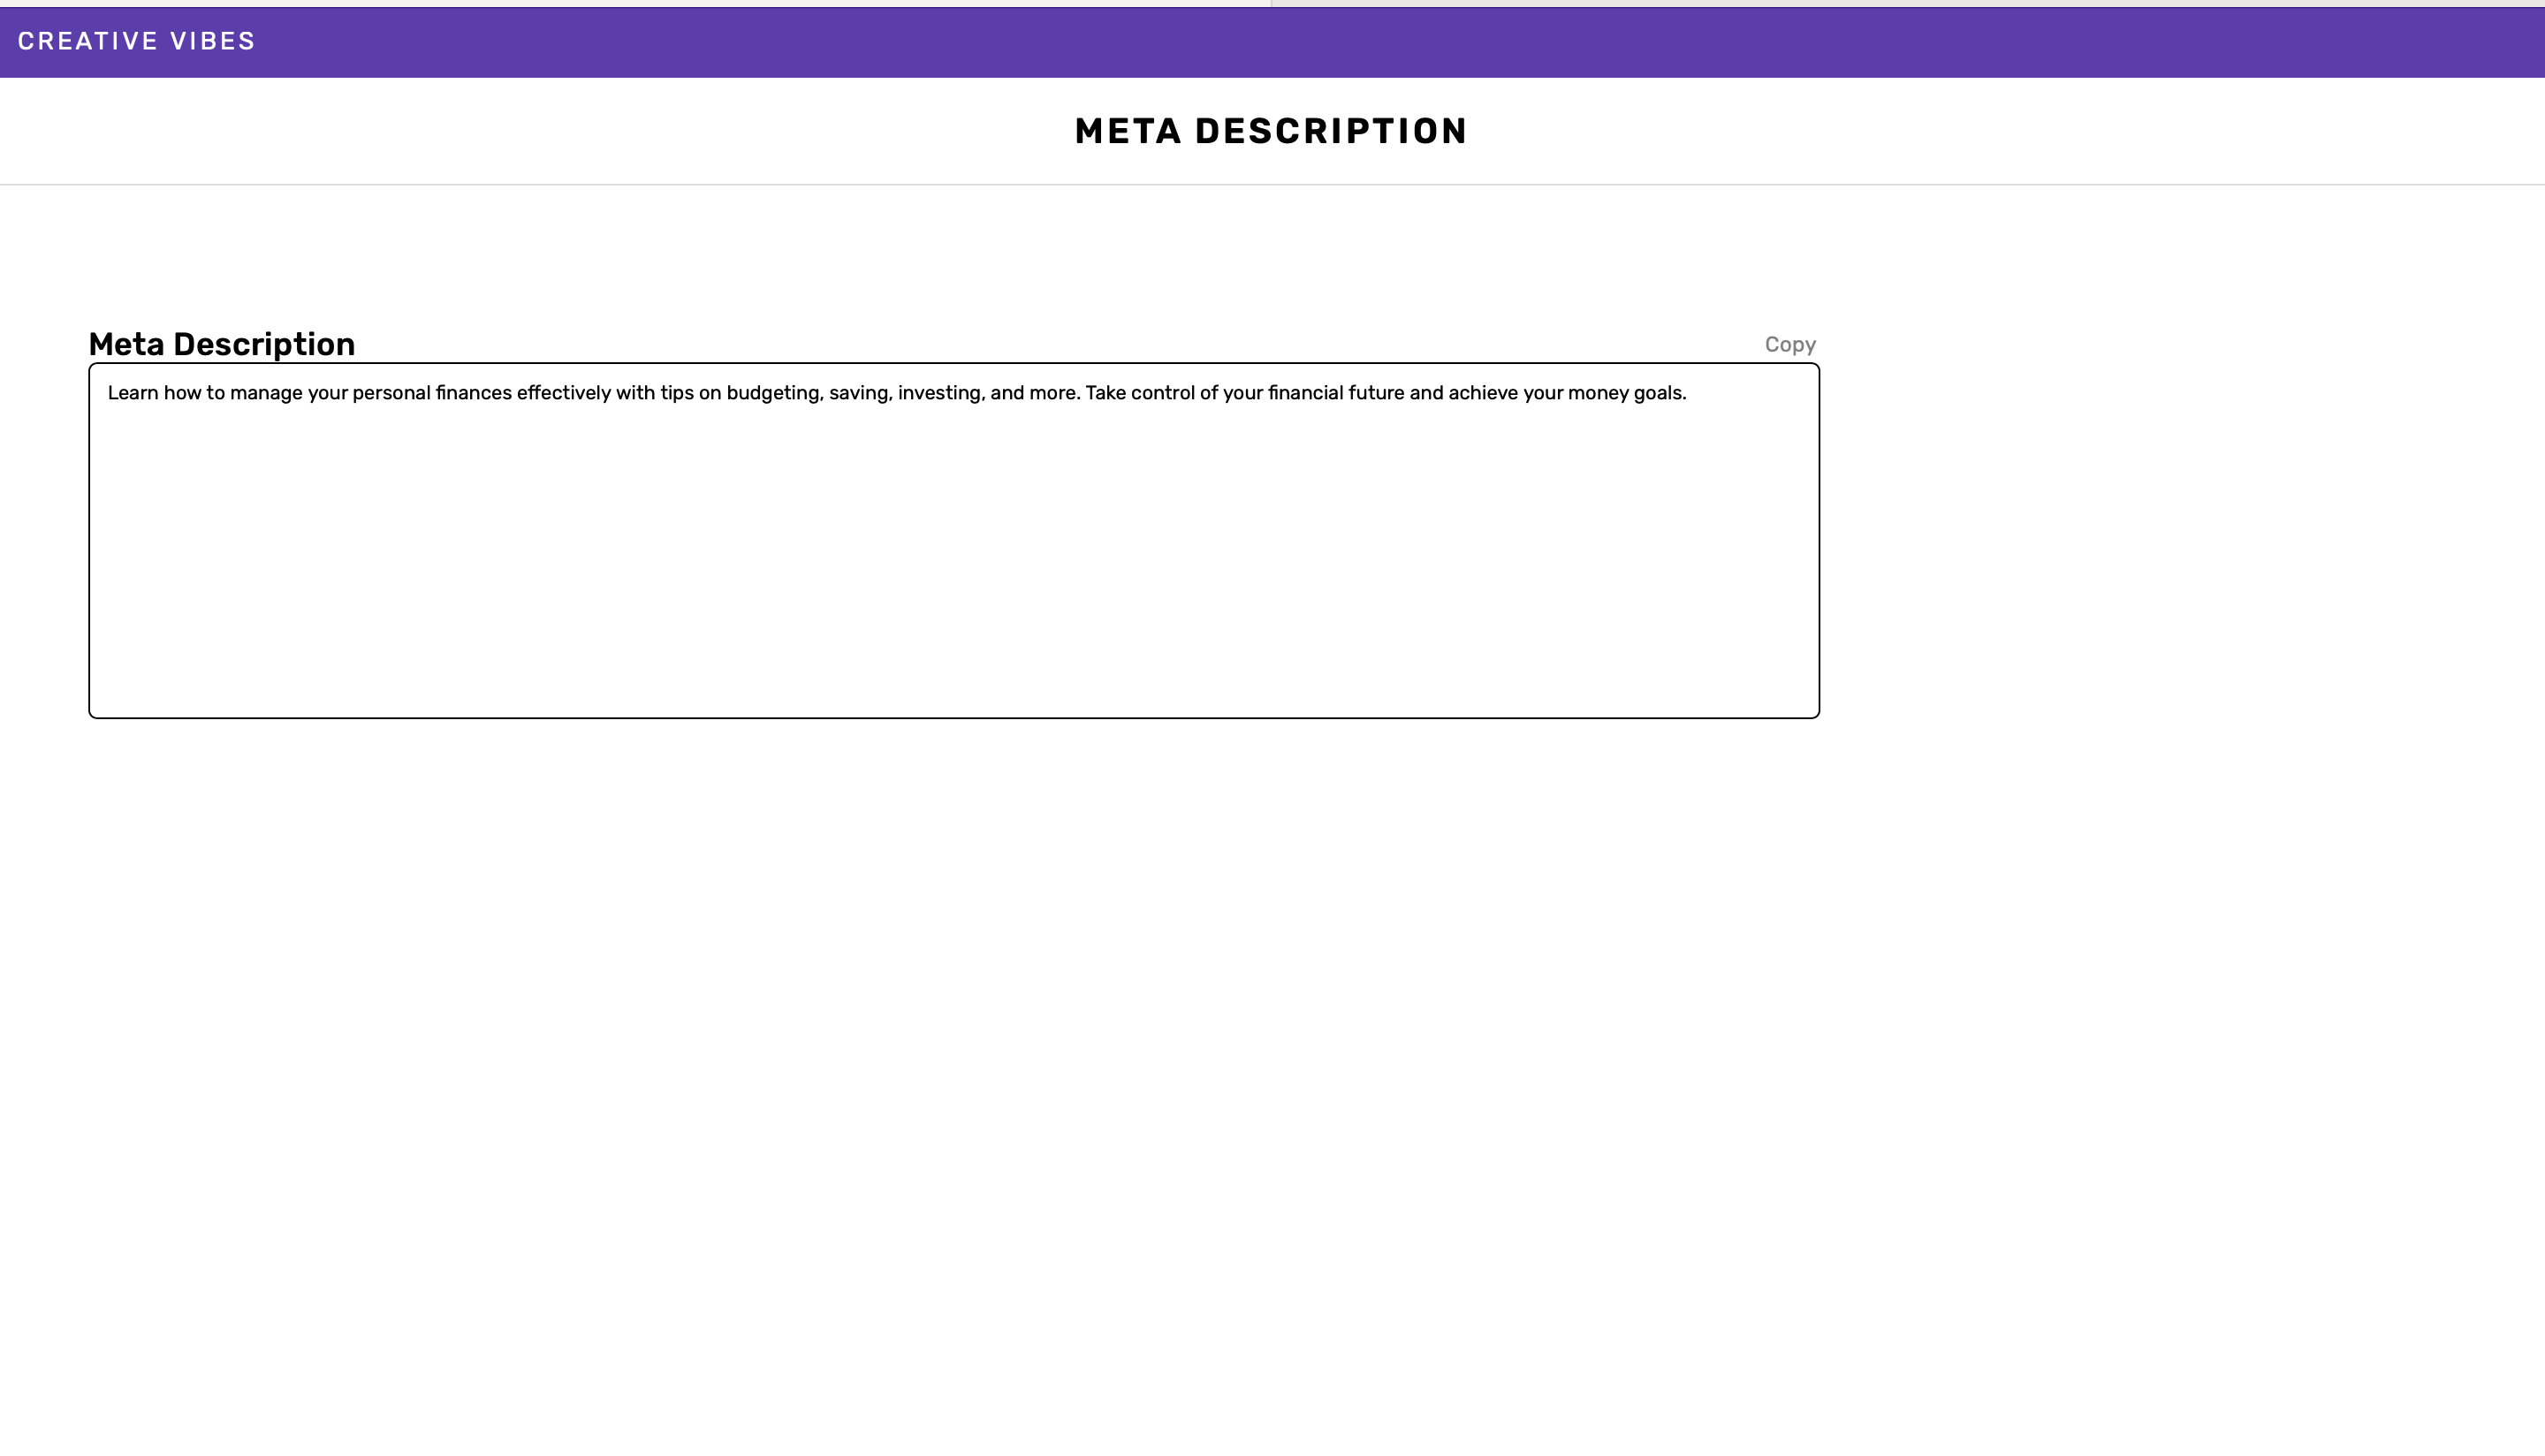 CREATIVE VIBES
META DESCRIPTION
Meta Description
Copy
Learn how to manage your personal finances effectively with tips on budgeting, saving, investing, and more. Take control of your financial future and achieve your money goals.